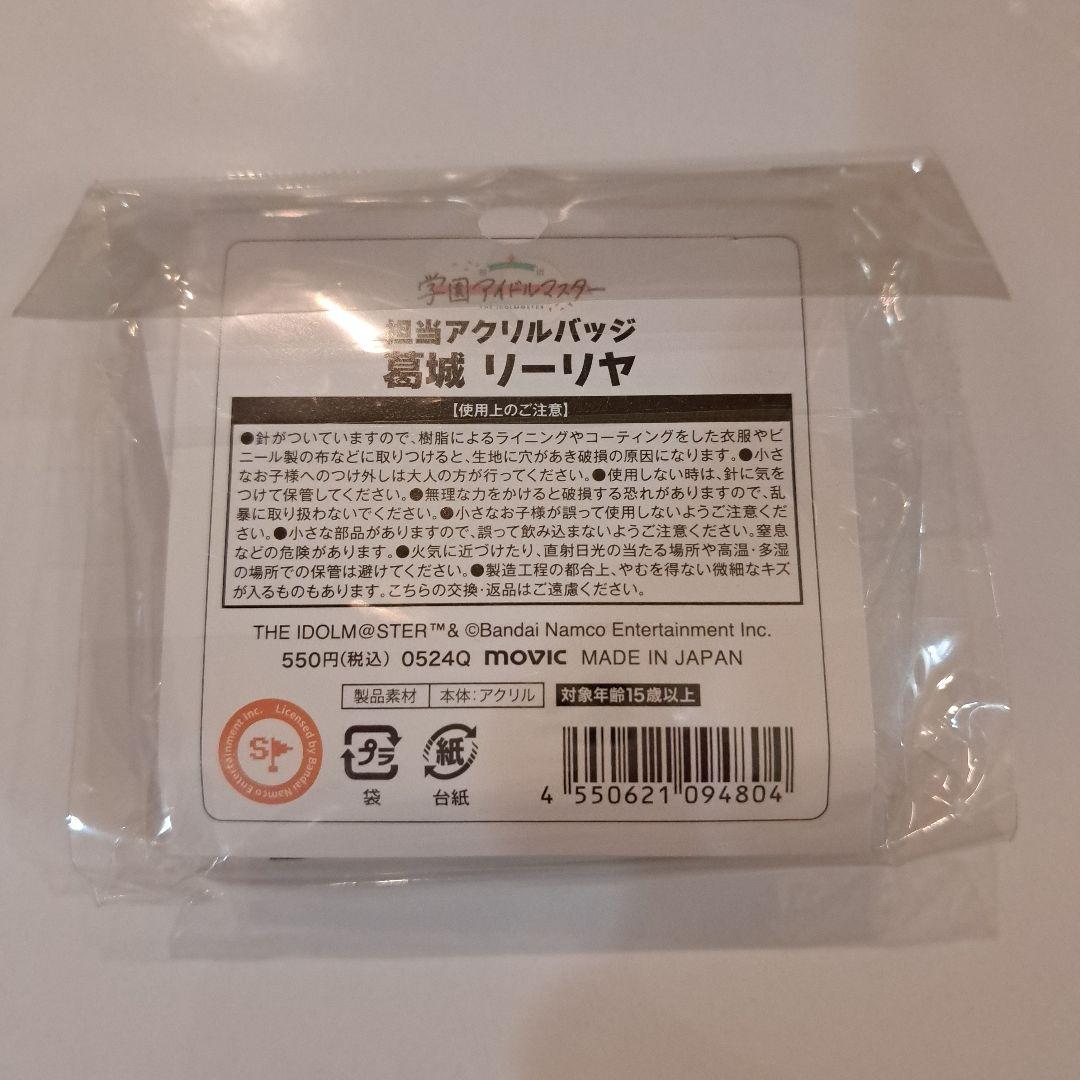 学園アイドルマスター
THE IDOLM@STER
担当アクリルバッジ
葛城 リーリヤ
【使用上のご注意】
●針がついていますので、樹脂によるライニングやコーティングをした衣服やビ
ニール製の布などに取りつけると、生地に穴があき破損の原因になります。●小さ
なお子様へのつけ外しは大人の方が行ってください。●使用しない時は、針に気を
つけて保管してください。●無理な力をかけると破損する恐れがありますので、乱
暴に取り扱わないでください。●小さなお子様が誤って使用しないようご注意くださ
い。●小さな部品がありますので、誤って飲み込まないようご注意ください。窒息
などの危険があります。●火気に近づけたり、直射日光の当たる場所や高温・多湿
の場所での保管は避けてください。●製造工程の都合上、やむを得ない微細なキズ
が入るものもあります。こちらの交換・返品はご遠慮ください。
THE IDOLM@STER™& ©Bandai Namco Entertainment Inc.
550円(税込) 0524Q movic MADE IN JAPAN
製品素材 本体:アクリル 対象年齢15歳以上
Licensed by Bandai Namco Entertainment Inc.
プラ 紙
袋 台紙
4 550621 094804